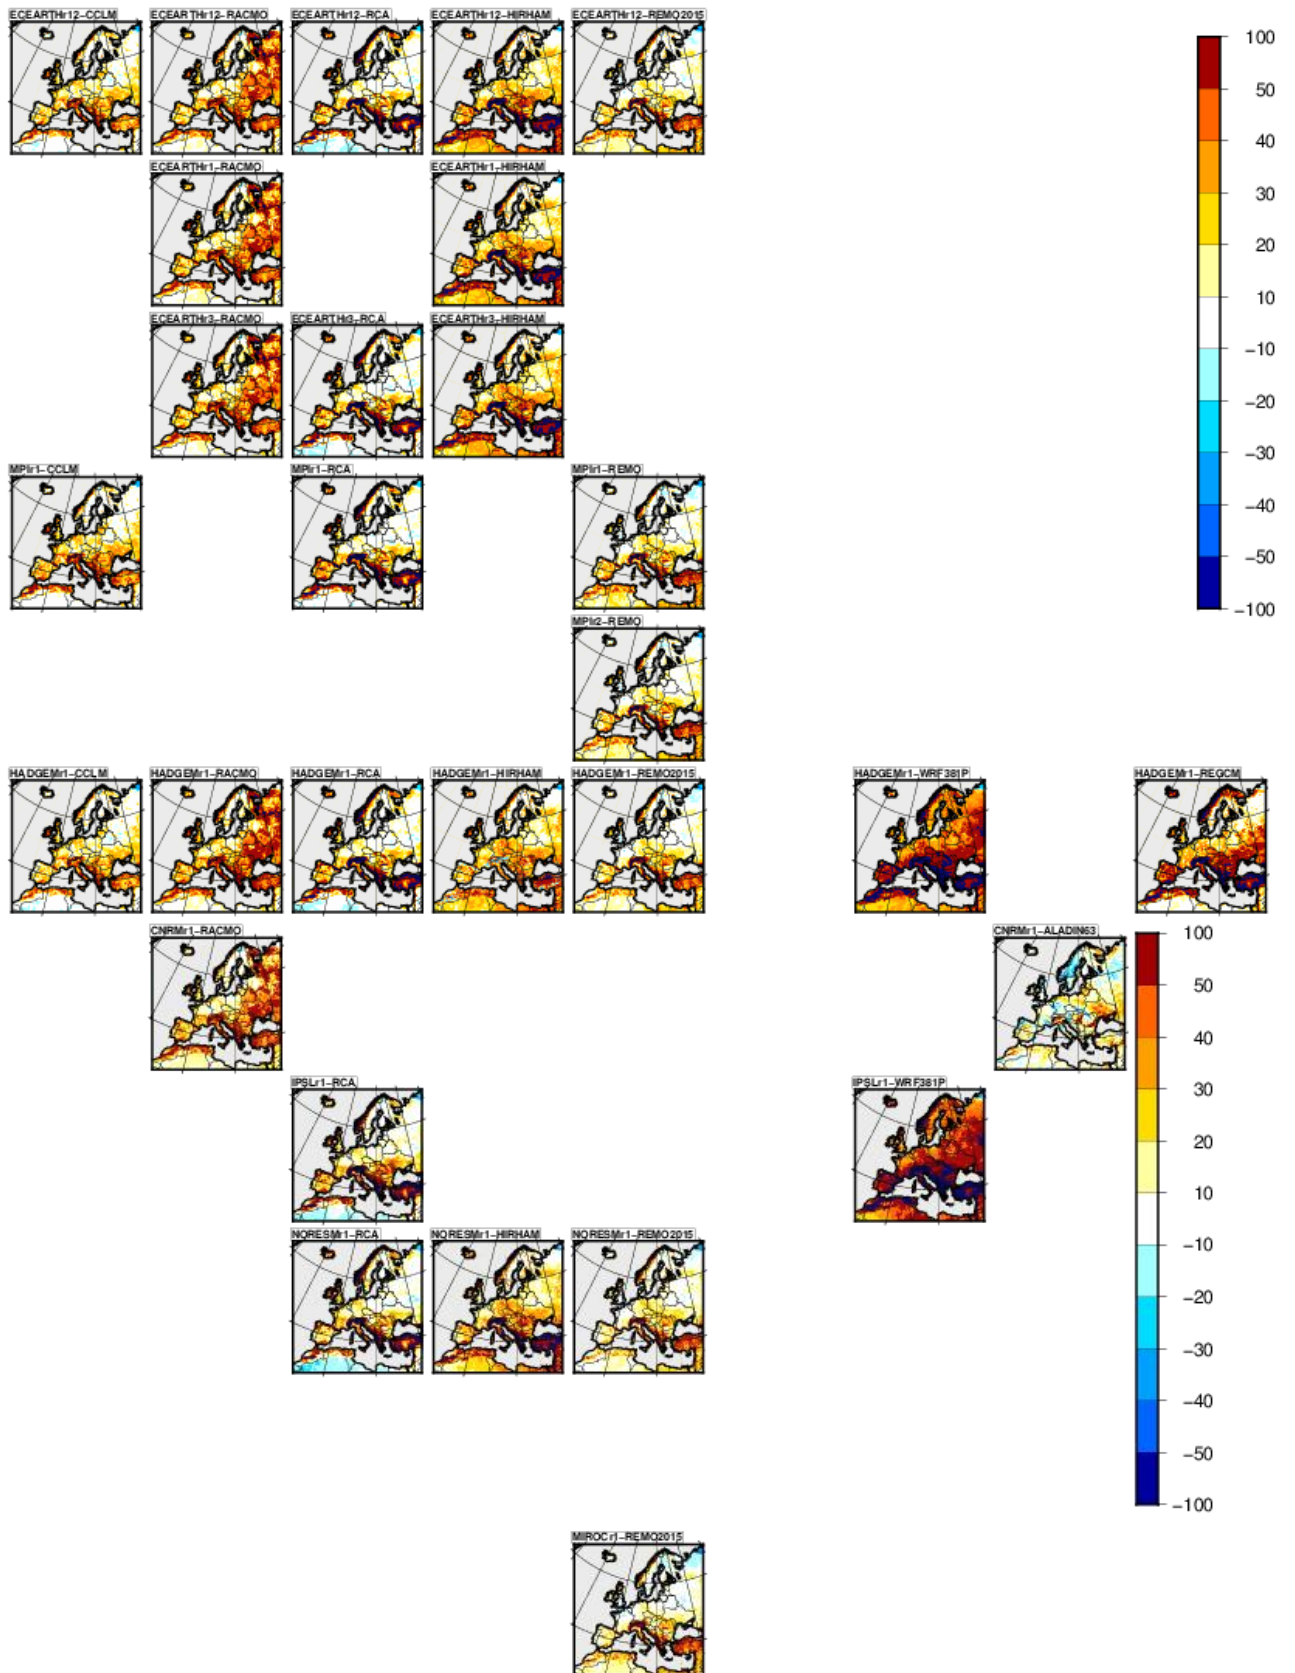 ECEARTHr12-CCLM ECEARTHr12-RACMO ECEARTHr12-RCA ECEARTHr12-HIRHAM ECEARTHr12-REMO2015
100
50
40
30
20
10
-10
-20
-30
-40
-50
-100
ECEARTHr1-RACMO ECEARTHr1-HIRHAM
ECEARTHr3-RACMO ECEARTHr3-RCA ECEARTHr3-HIRHAM
MPIr1-CCLM MPIr1-RCA MPIr1-REMO
MPIr2-REMO
HADGEMr1-CCLM HADGEMr1-RACMO HADGEMr1-RCA HADGEMr1-HIRHAM HADGEMr1-REMO2015 HADGEMr1-WRF381P HADGEMr1-REGCM
CNRMr1-RACMO CNRMr1-ALADIN63
100
50
40
30
20
10
-10
-20
-30
-40
-50
-100
IPSLr1-RCA IPSLr1-WRF381P
NORESMr1-RCA NORESMr1-HIRHAM NORESMr1-REMO2015
MIROCr1-REMO2015